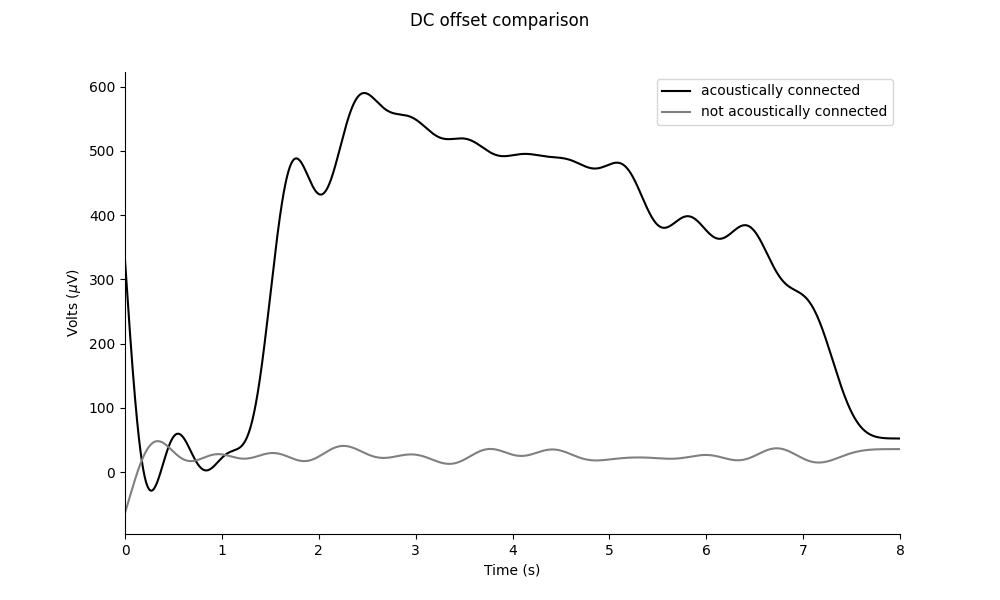 DC offset comparison
acoustically connected
not acoustically connected
600
500
400
300
200
100
0
Volts (μV)
0 1 2 3 4 5 6 7 8
Time (s)